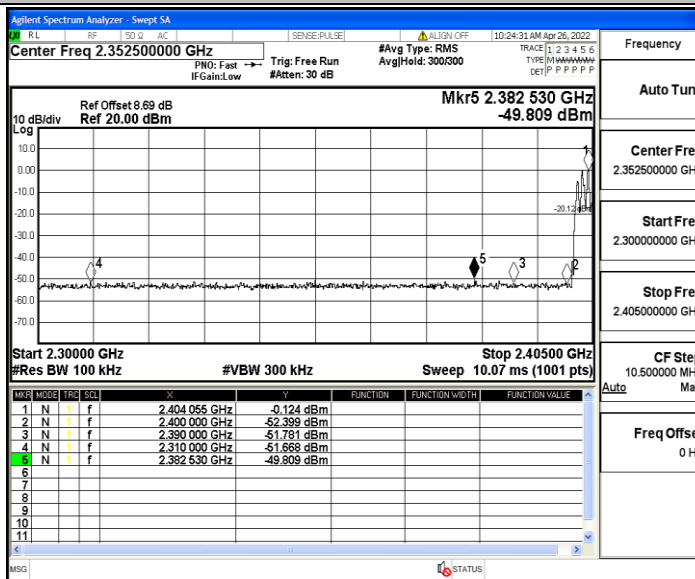 Agilent Spectrum Analyzer - Swept SA
RL RF 50 Ω AC SENSE:PULSE ALIGN OFF 10:24:31 AM Apr 26, 2022
Center Freq 2.352500000 GHz #Avg Type: RMS TRACE 1 2 3 4 5 6
PNO: Fast Trig: Free Run Avg|Hold: 300/300 TYPE M
IFGain:Low #Atten: 30 dB DET P P P P P P
Mkr5 2.382 530 GHz
-49.809 dBm
Ref Offset 8.69 dB
10 dB/div Ref 20.00 dBm
Log
10.0
0.00
-10.0
-20.0
-30.0
-40.0
-50.0
-60.0
-70.0
1
4
5
3
2
Start 2.30000 GHz Stop 2.40500 GHz
#Res BW 100 kHz #VBW 300 kHz Sweep 10.07 ms (1001 pts)
MKR MODE TRC SCL X Y FUNCTION FUNCTION WIDTH FUNCTION VALUE
1 N 1 f 2.404 055 GHz -0.124 dBm
2 N 1 f 2.400 000 GHz -52.399 dBm
3 N 1 f 2.390 000 GHz -51.781 dBm
4 N 1 f 2.310 000 GHz -51.668 dBm
5 N 1 f 2.382 530 GHz -49.809 dBm
6
7
8
9
10
11
MSG STATUS
Frequency
Auto Tun
Center Fre
2.352500000 GH
Start Fre
2.300000000 GH
Stop Fre
2.405000000 GH
CF Ste
10.500000 MH
Auto Ma
Freq Offse
0 H